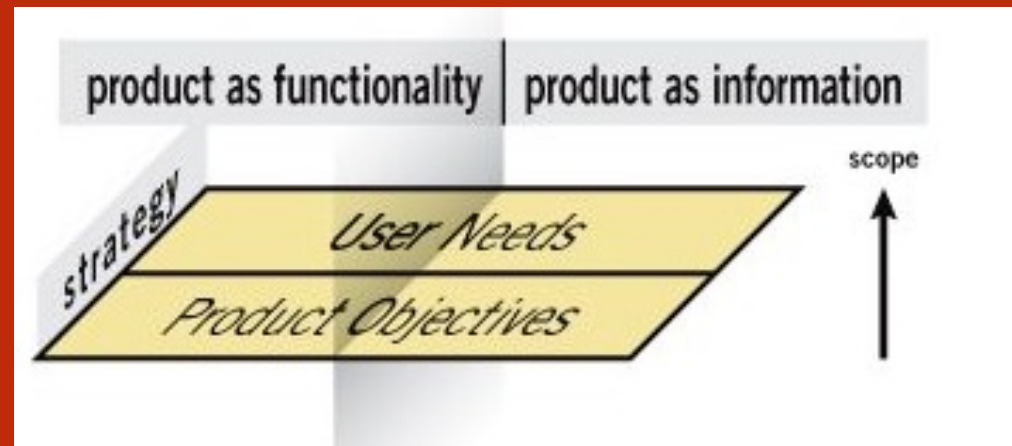 product as functionality product as information
scope
strategy
User Needs
Product Objectives